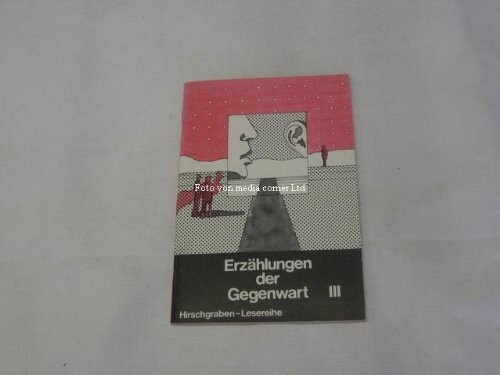 Foto von media corner Ltd
Erzählungen
der
Gegenwart III
Hirschgraben-Lesereihe